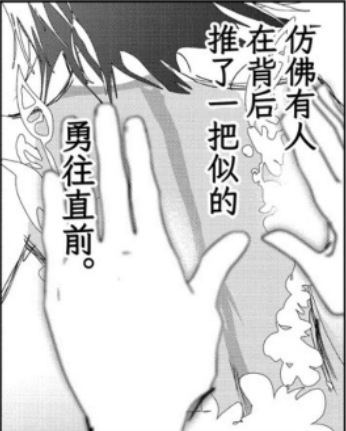 仿佛有人
在背后
推了一把似的
勇往直前。